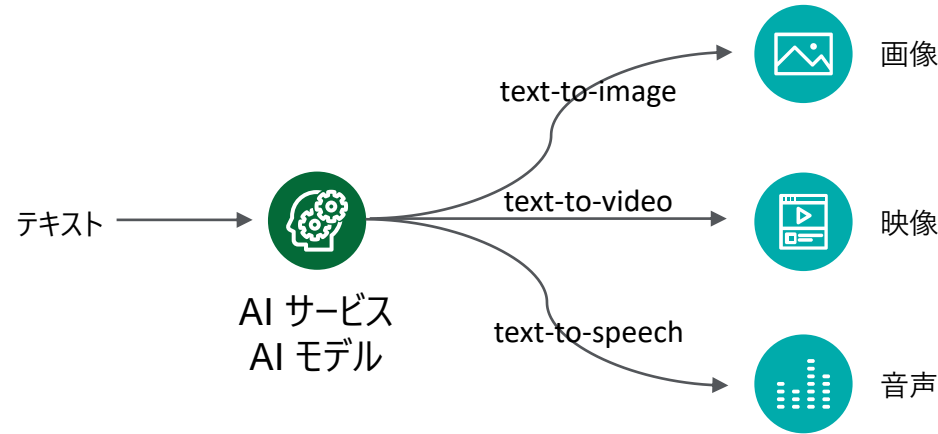 画像
text-to-image
text-to-video
テキスト
映像
AI サービス
AI モデル
text-to-speech
音声